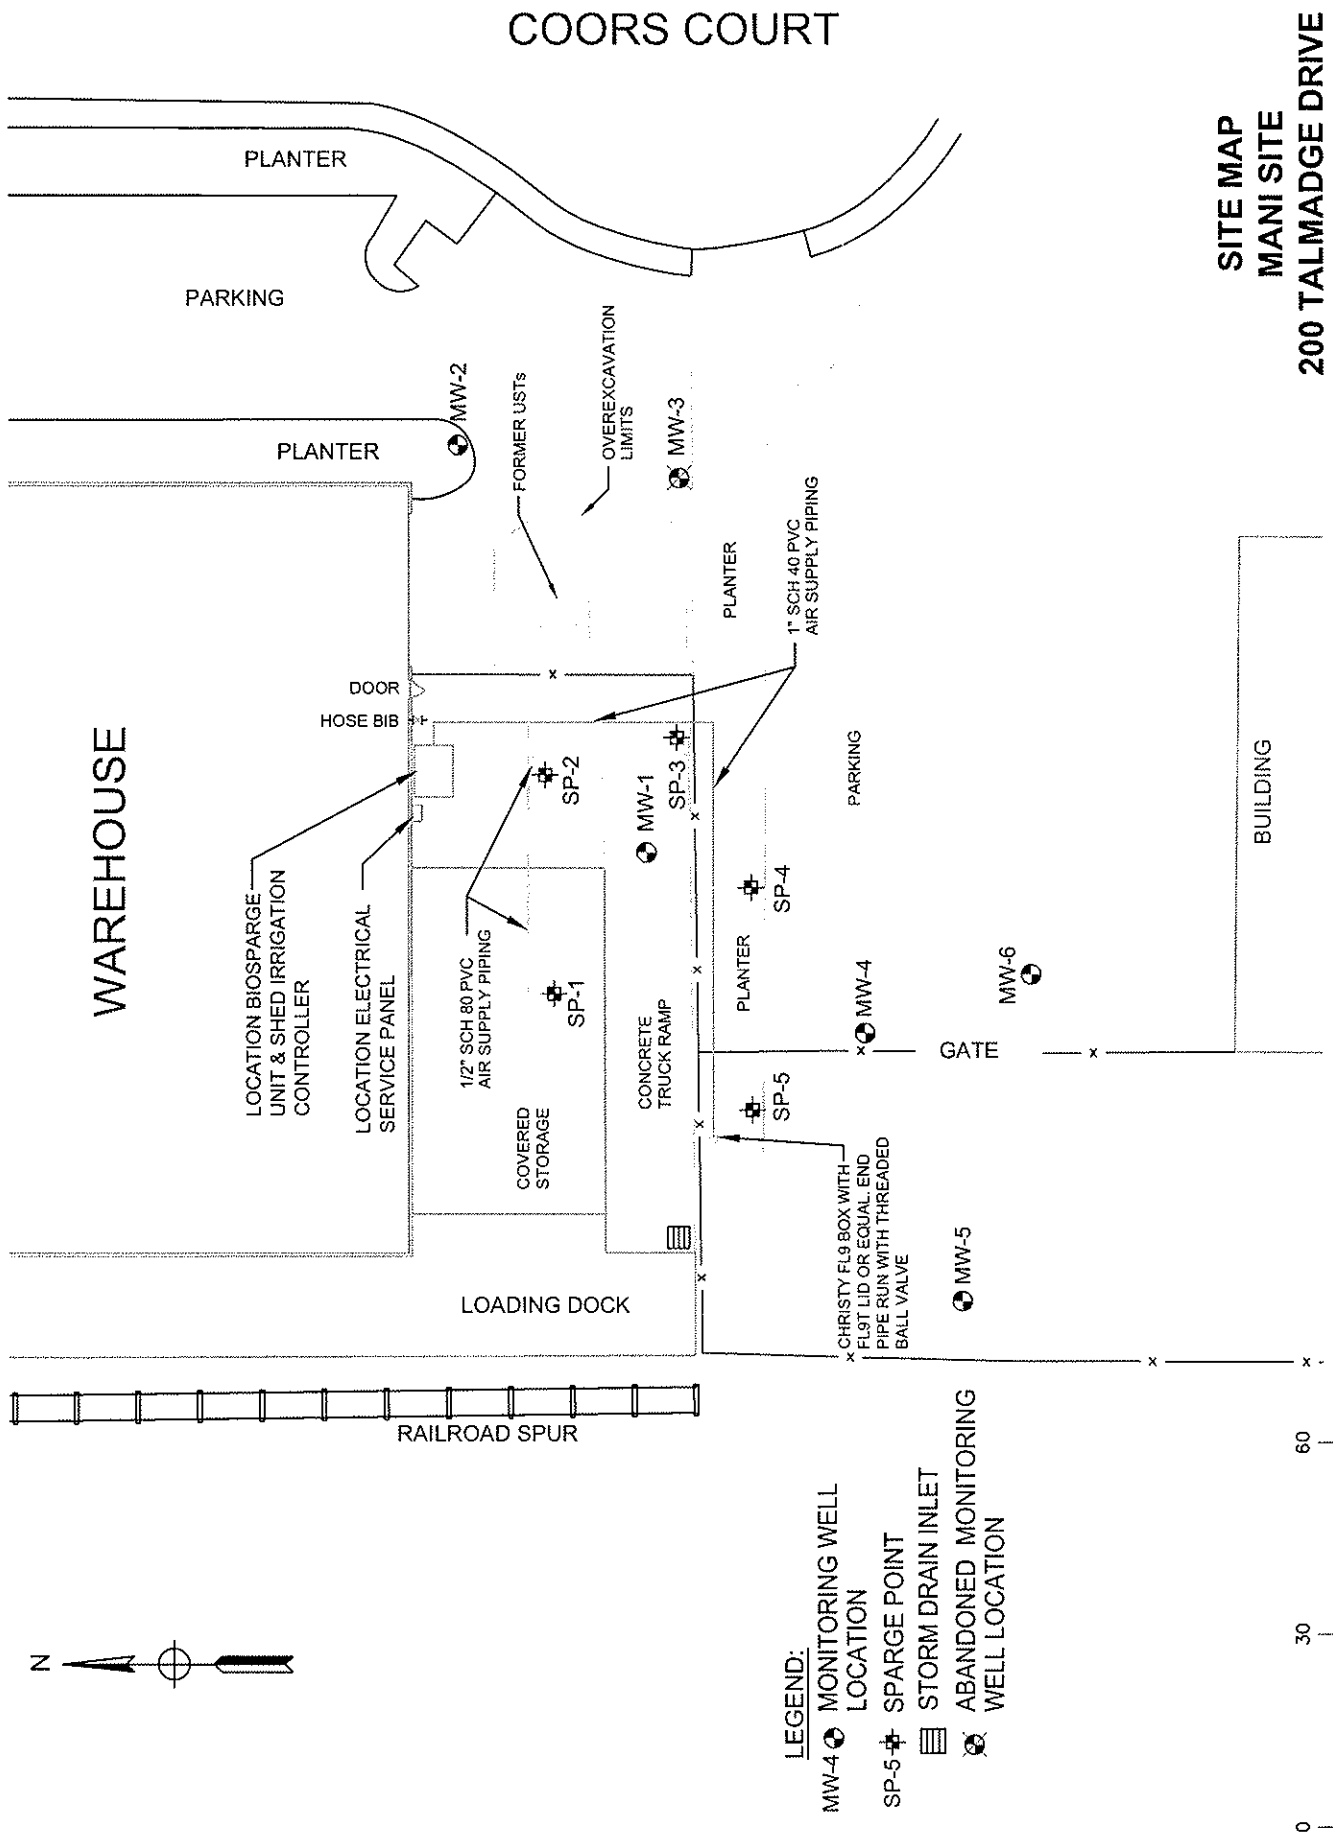 COORS COURT
SITE MAP
MANI SITE
200 TALMADGE DRIVE
PLANTER
PARKING
PLANTER
MW-2
FORMER USTs
OVEREXCAVATION
LIMITS
MW-3
PLANTER
1" SCH 40 PVC
AIR SUPPLY PIPING
WAREHOUSE
DOOR
HOSE BIB
LOCATION BIOSPARGE
UNIT & SHED IRRIGATION
CONTROLLER
LOCATION ELECTRICAL
SERVICE PANEL
1/2" SCH 80 PVC
AIR SUPPLY PIPING
SP-2
MW-1
SP-3
PARKING
BUILDING
SP-4
SP-1
CONCRETE
TRUCK RAMP
PLANTER
MW-4
MW-6
GATE
SP-5
COVERED
STORAGE
CHRISTY FL9 BOX WITH
FL9T LID OR EQUAL. END
PIPE RUN WITH THREADED
BALL VALVE
MW-5
LOADING DOCK
RAILROAD SPUR
N
LEGEND:
MW-4 MONITORING WELL
LOCATION
SP-5 SPARGE POINT
STORM DRAIN INLET
ABANDONED MONITORING
WELL LOCATION
0 30 60